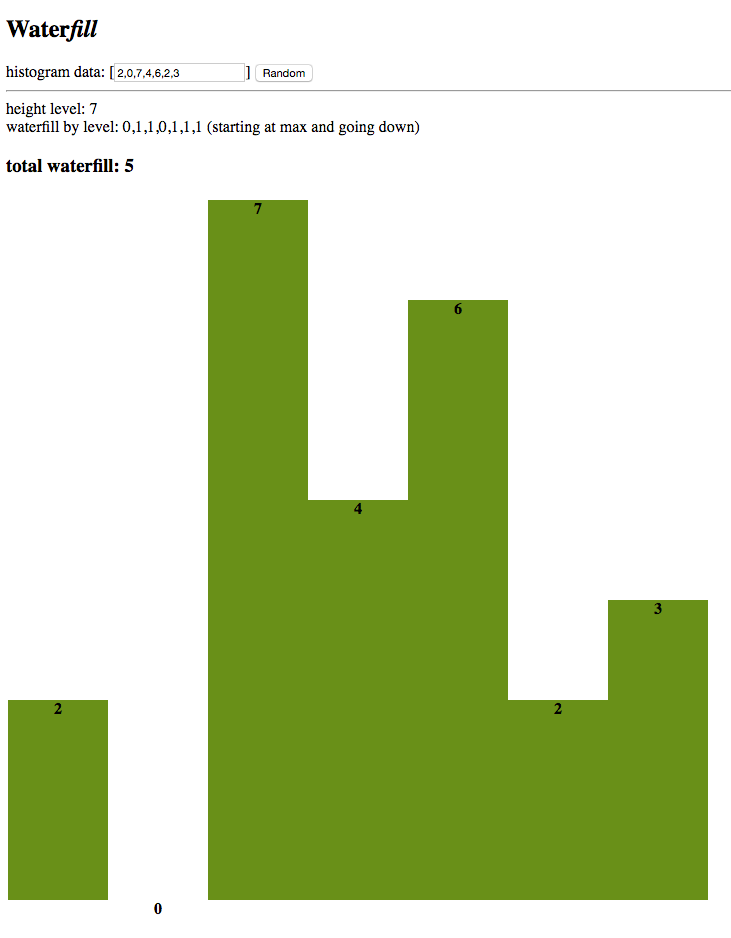 Waterfill
histogram data: [2,0,7,4,6,2,3] Random
height level: 7
waterfill by level: 0,1,1,0,1,1,1 (starting at max and going down)
total waterfill: 5
7
6
4
3
2
2
0